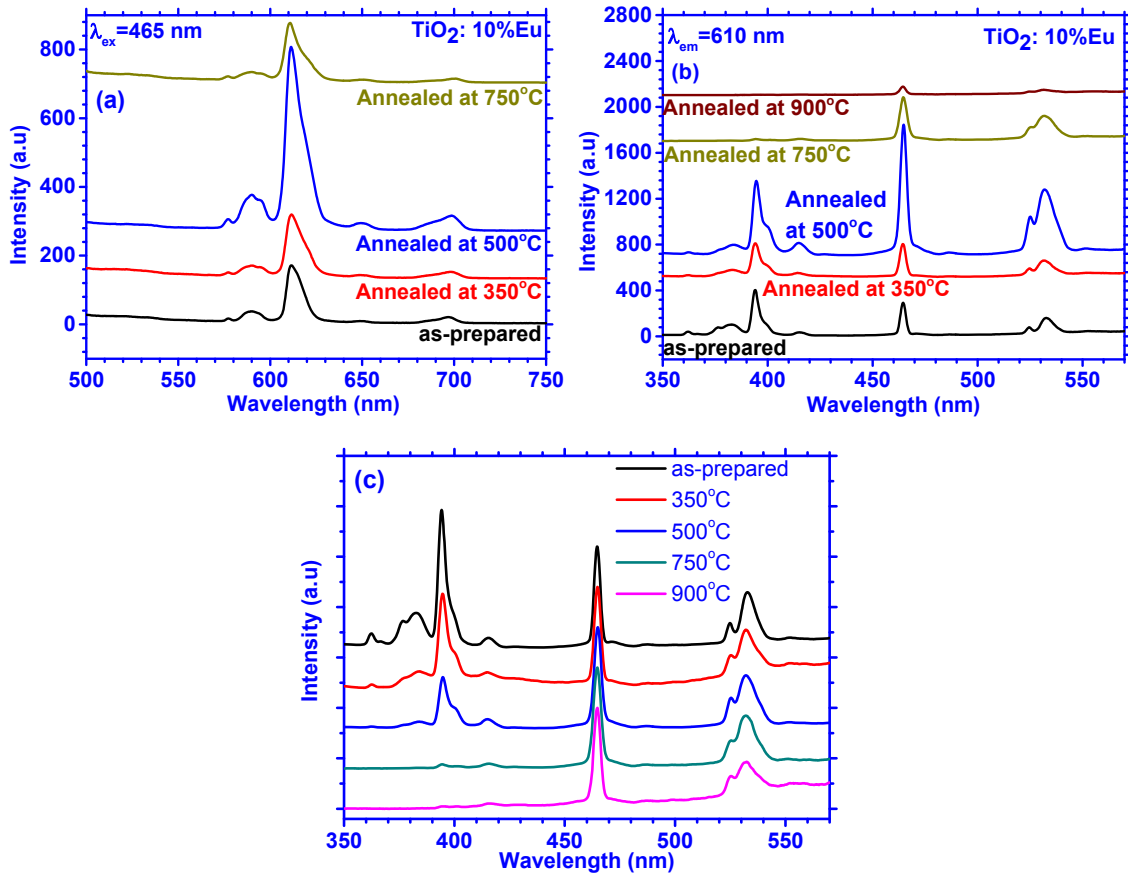 λex=465 nm
TiO2: 10%Eu
800
600
400
200
0
(a)
Annealed at 750°C
Annealed at 500°C
Annealed at 350°C
as-prepared
Intensity (a.u)
500 550 600 650 700 750
Wavelength (nm)
λem=610 nm
TiO2: 10%Eu
2800
2400
2000
1600
1200
800
400
0
(b)
Annealed at 900°C
Annealed at 750°C
Annealed
at 500°C
Annealed at 350°C
as-prepared
Intensity (a.u)
350 400 450 500 550
Wavelength (nm)
(c)
as-prepared
350°C
500°C
750°C
900°C
Intensity (a.u)
350 400 450 500 550
Wavelength (nm)